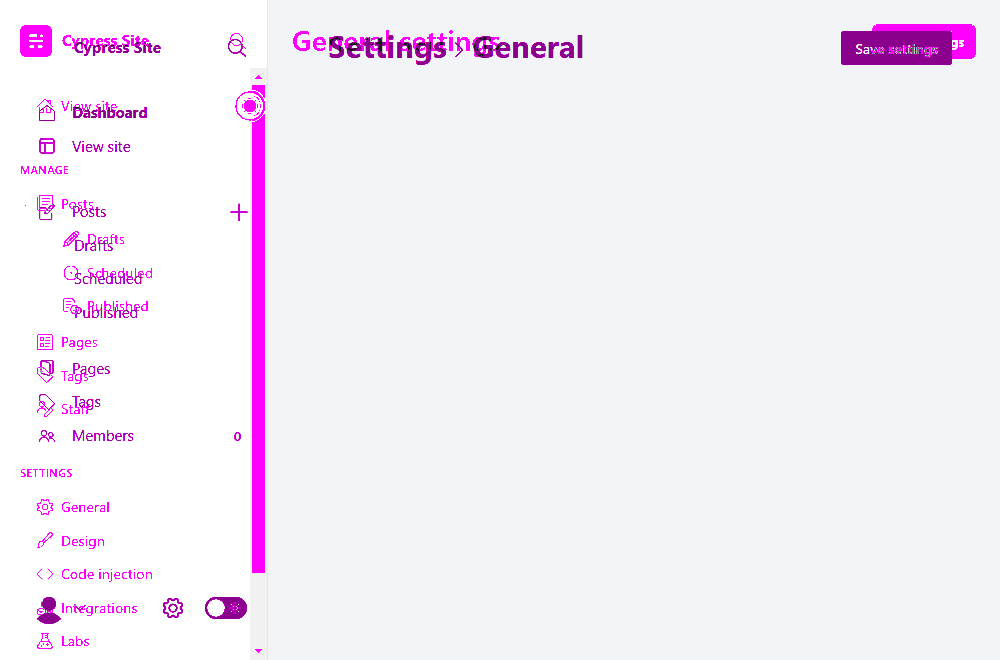 Cypress Site
Cypress Site
General settings
Settings › General
Save settings
View site
Dashboard
View site
MANAGE
Posts
Posts
Drafts
Drafts
Scheduled
Scheduled
Published
Published
Pages
Pages
Tags
Tags
Staff
Members 0
SETTINGS
General
Design
Code injection
Integrations
Labs